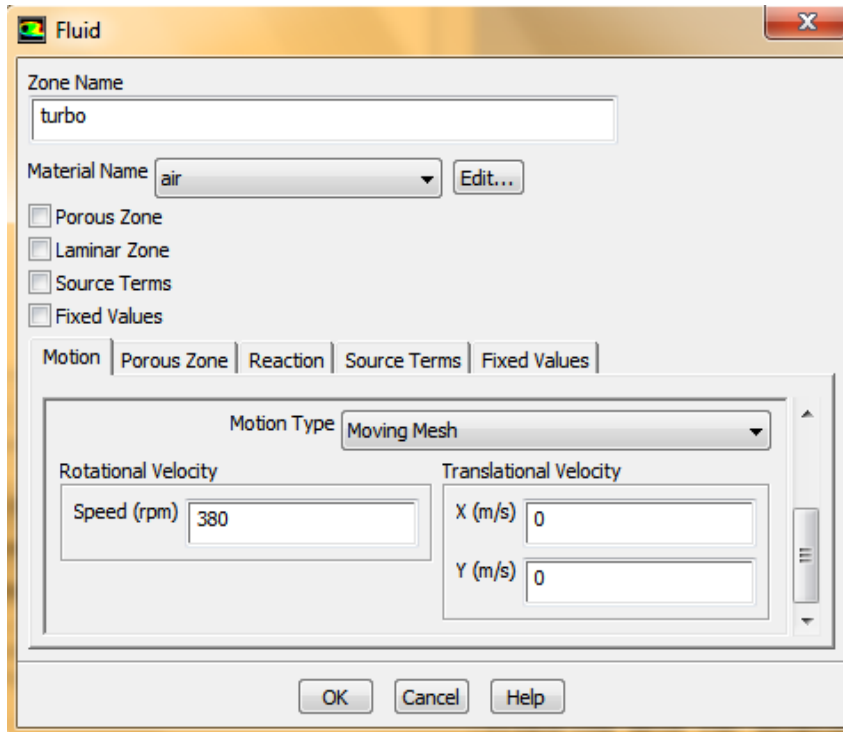 Fluid
Zone Name
turbo
Material Name air Edit...
Porous Zone
Laminar Zone
Source Terms
Fixed Values
Motion Porous Zone Reaction Source Terms Fixed Values
Motion Type Moving Mesh
Rotational Velocity Translational Velocity
Speed (rpm) 380 X (m/s) 0
Y (m/s) 0
OK Cancel Help